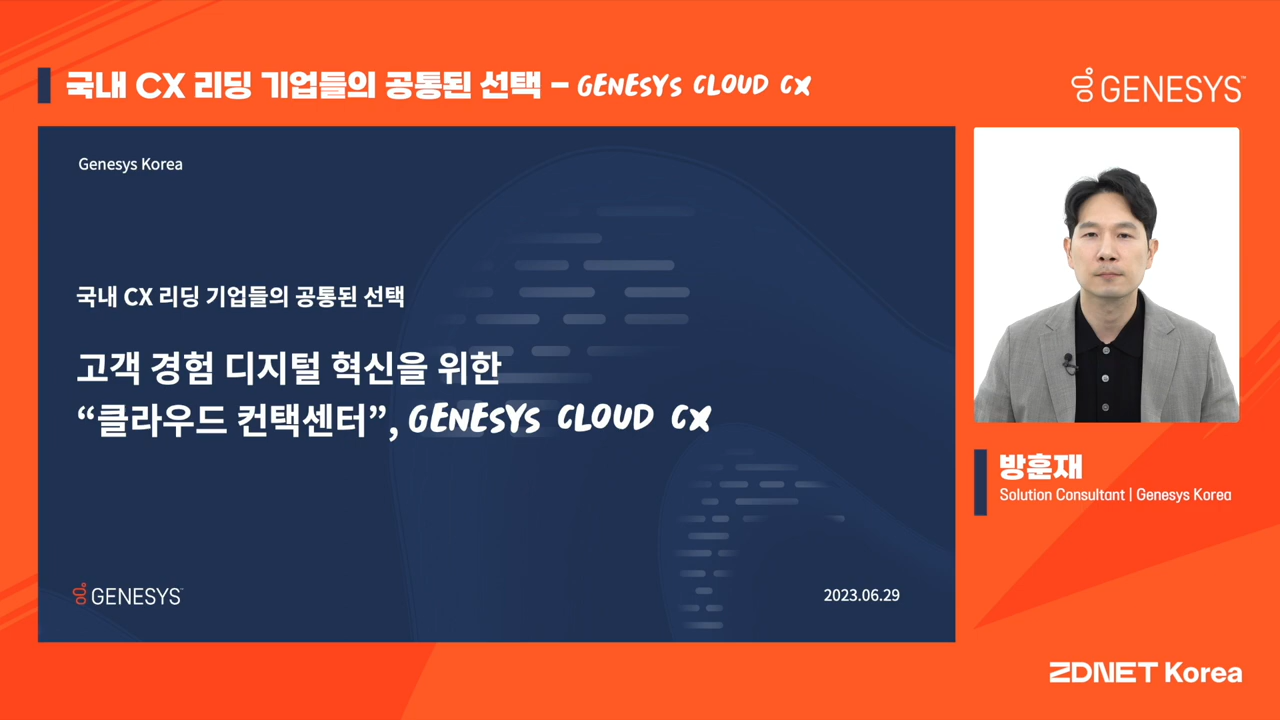 국내 CX 리딩 기업들의 공통된 선택 – GENESYS CLOUD CX
GENESYS™
Genesys Korea
국내 CX 리딩 기업들의 공통된 선택
고객 경험 디지털 혁신을 위한
“클라우드 컨택센터”, GENESYS CLOUD CX
GENESYS™
2023.06.29
방훈재
Solution Consultant | Genesys Korea
ZDNET Korea